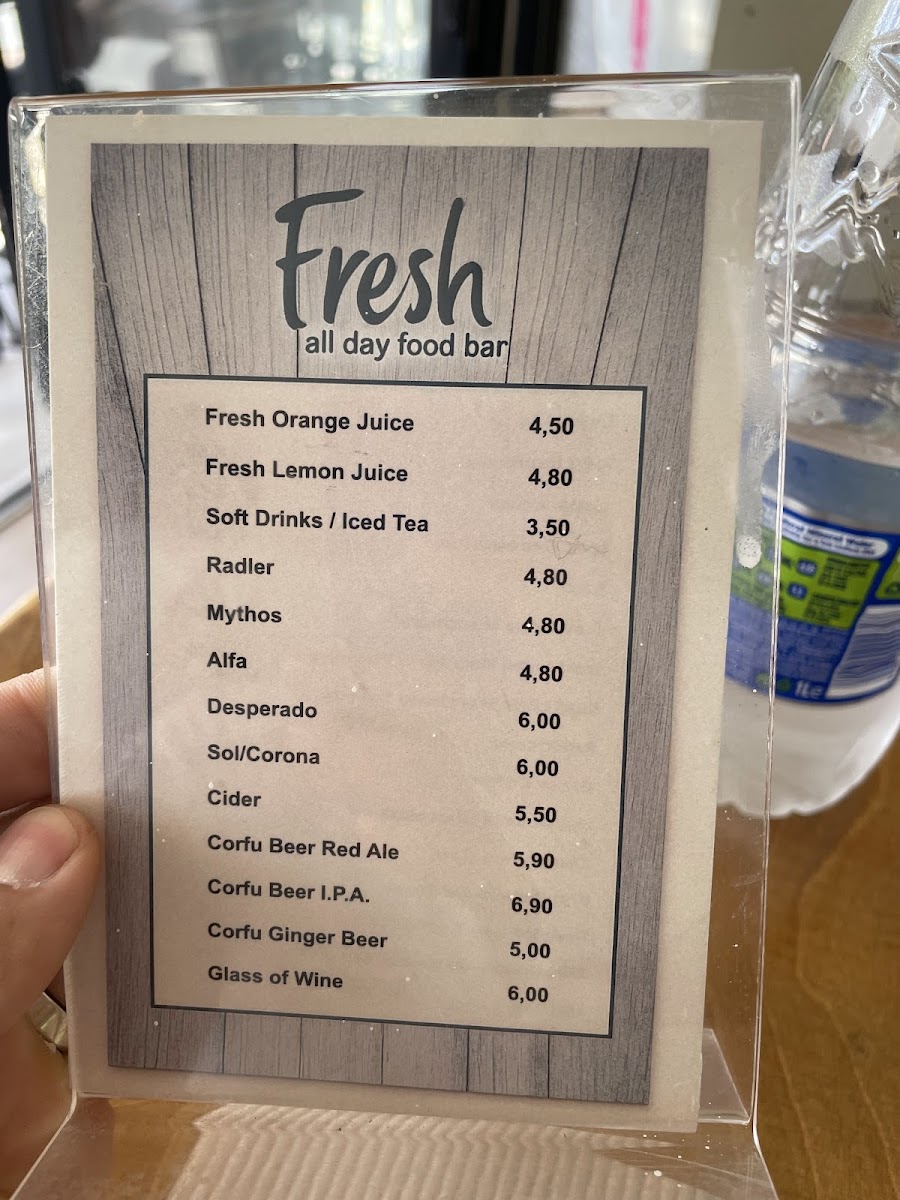 Fresh
all day food bar
Fresh Orange Juice 4,50
Fresh Lemon Juice 4,80
Soft Drinks / Iced Tea 3,50
Radler 4,80
Mythos 4,80
Alfa 4,80
Desperado 6,00
Sol/Corona 6,00
Cider 5,50
Corfu Beer Red Ale 5,90
Corfu Beer I.P.A. 6,90
Corfu Ginger Beer 5,00
Glass of Wine 6,00
1Le